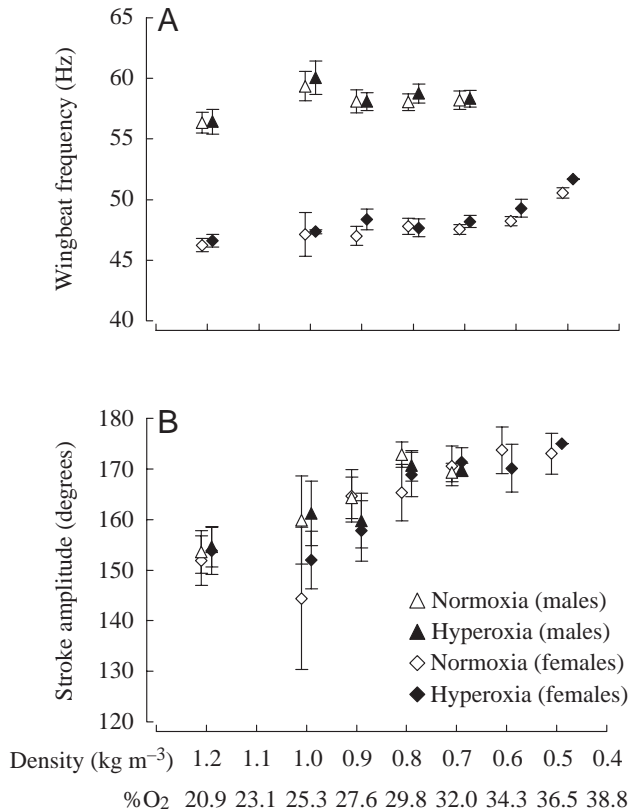 A
Wingbeat frequency (Hz)
65
60
55
50
45
40
B
Stroke amplitude (degrees)
180
170
160
150
140
130
120
Normoxia (males)
Hyperoxia (males)
Normoxia (females)
Hyperoxia (females)
Density (kg m⁻³) 1.2 1.1 1.0 0.9 0.8 0.7 0.6 0.5 0.4
%O₂ 20.9 23.1 25.3 27.6 29.8 32.0 34.3 36.5 38.8